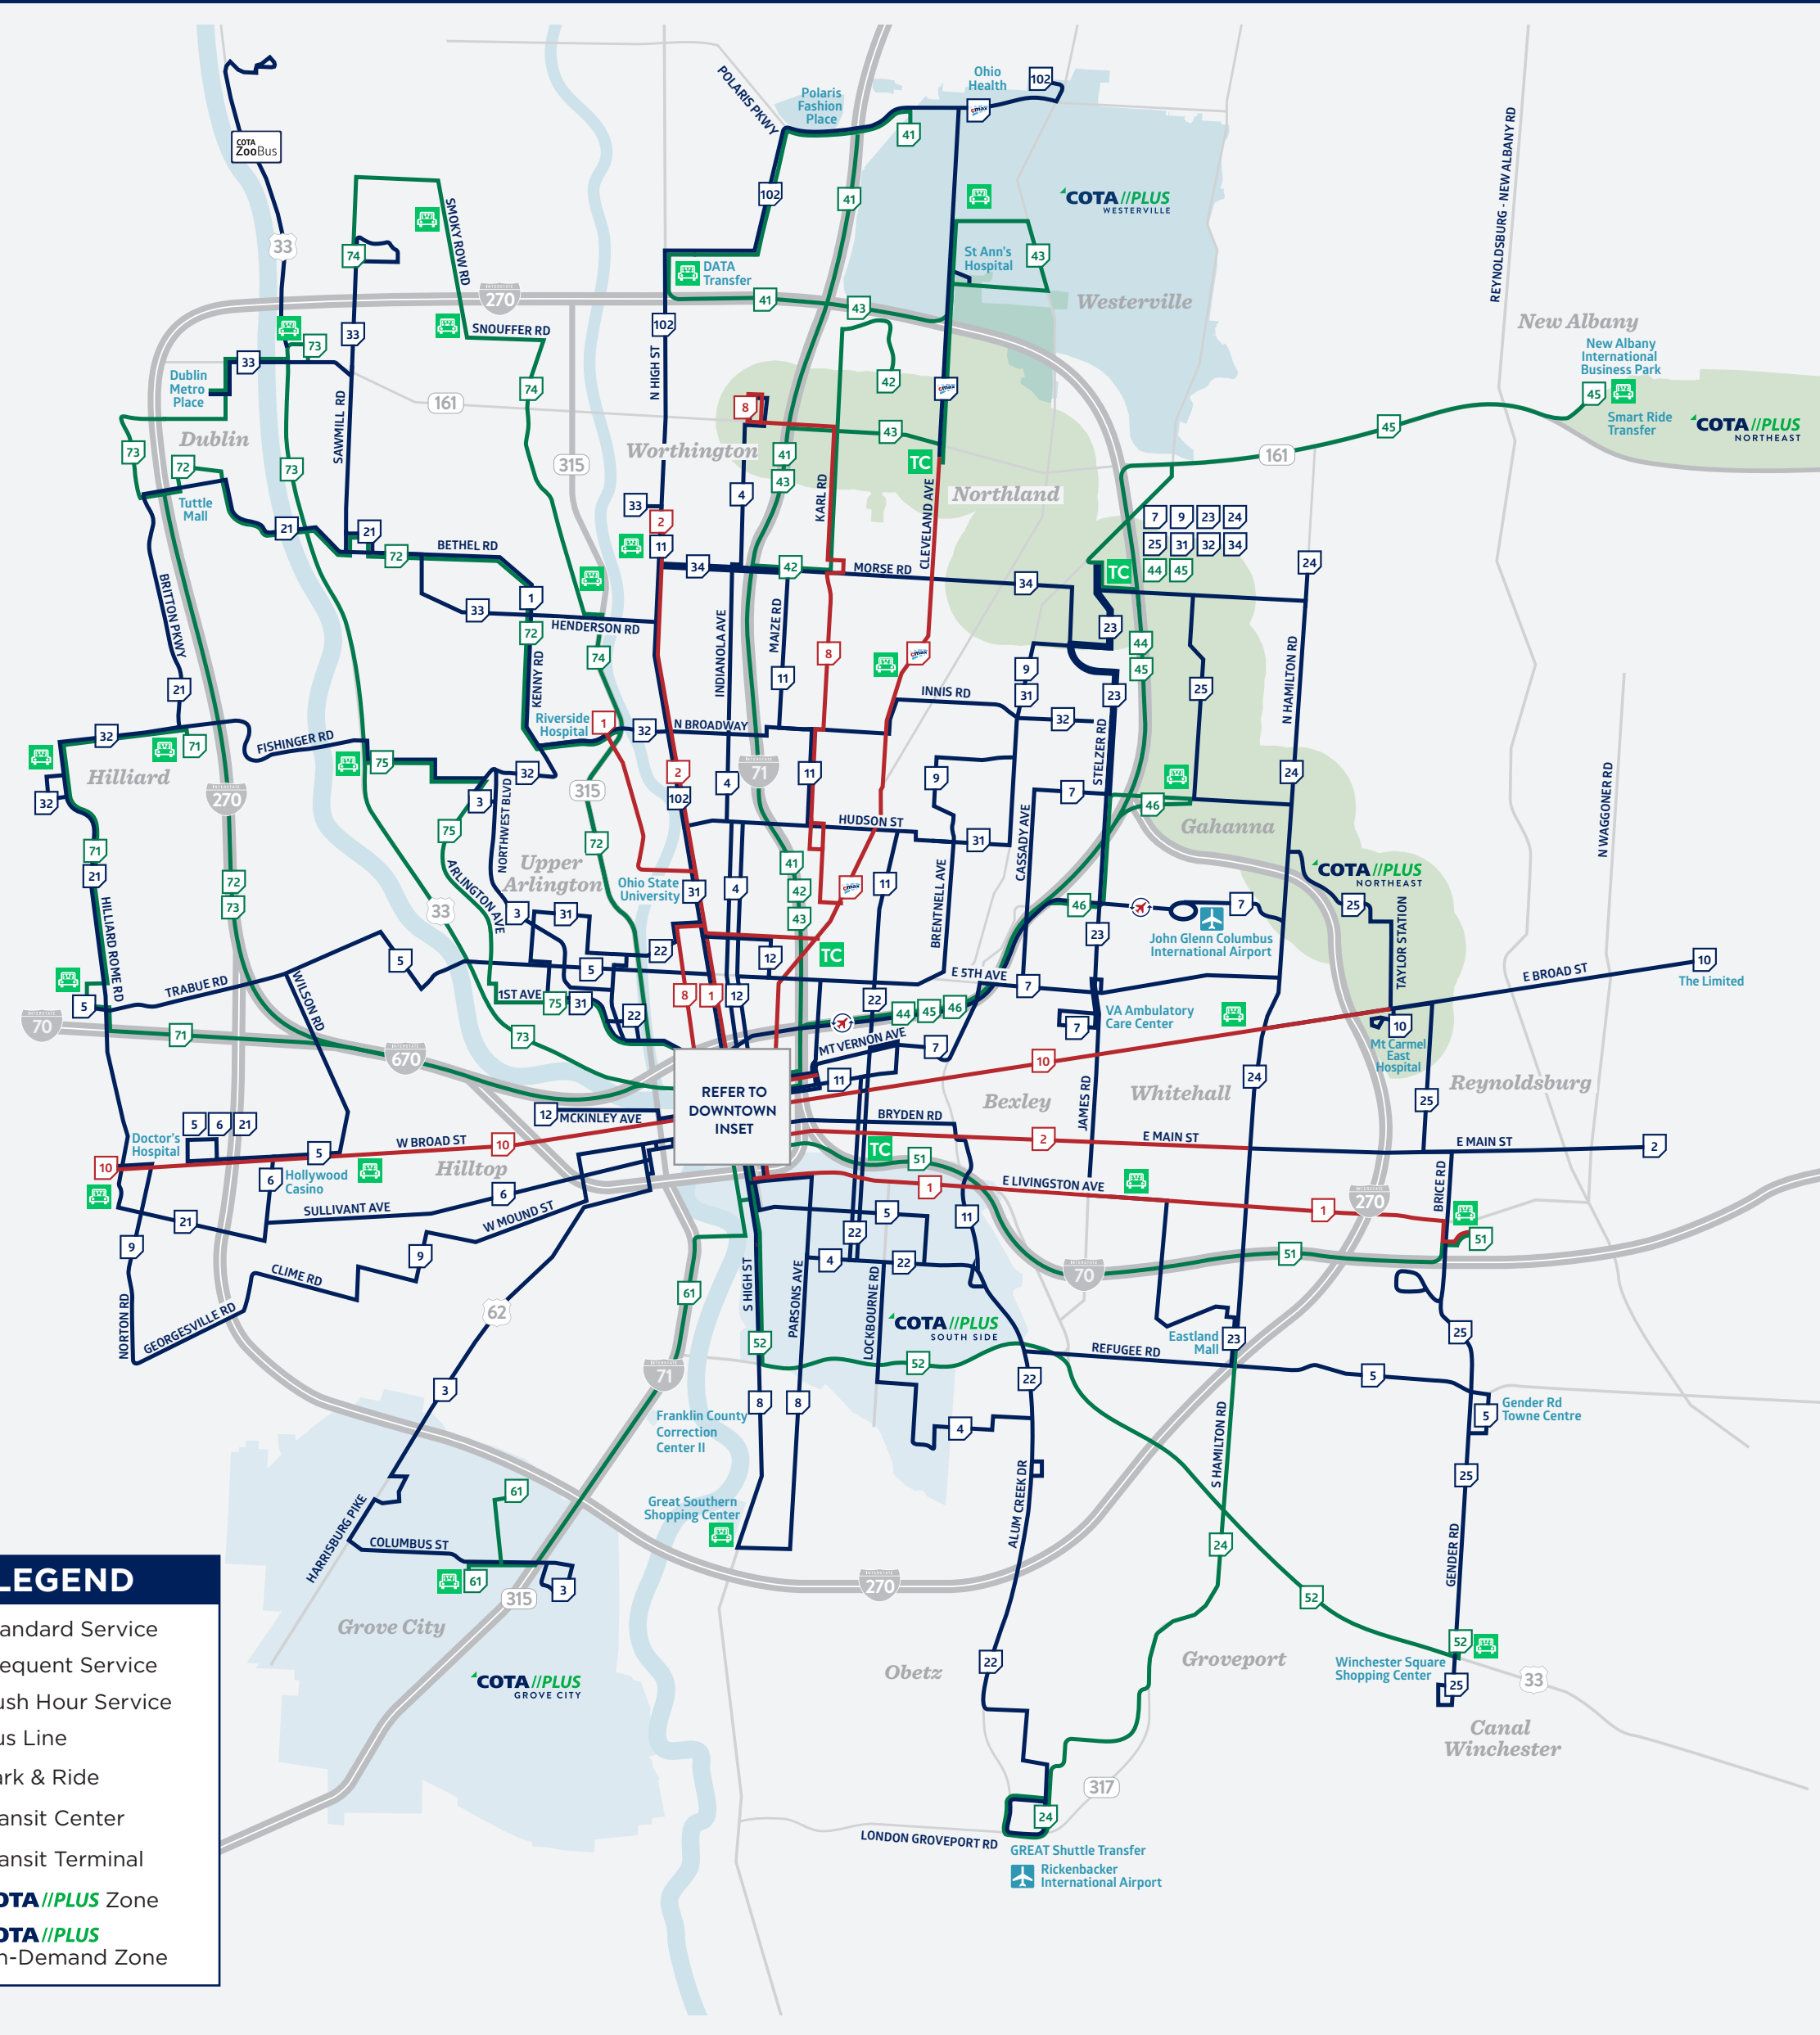 102
Ohio
Health
POLARIS PKWY
Polaris
Fashion
Place
cmax
41
COTA
ZooBus
REYNOLDSBURG - NEW ALBANY RD
102
41
COTA//PLUS
WESTERVILLE
SMOKY ROW RD
33
74
St Ann's
Hospital
43
DATA
Transfer
INTERSTATE
270
41
43
Westerville
New Albany
33
102
SNOUFFER RD
73
New Albany
International
Business Park
N HIGH ST
33
Dublin
Metro
Place
74
42
cmax
45
SAWMILL RD
161
8
Smart Ride
Transfer
COTA//PLUS
NORTHEAST
45
43
Dublin
Worthington
73
41
161
72
315
TC
73
43
4
Northland
KARL RD
CLEVELAND AVE
Tuttle
Mall
33
7 9 23 24
2
21
21
BETHEL RD
11
25 31 32 34
72
34
42
MORSE RD
TC
44 45
24
34
BRITTON PKWY
1
33
HENDERSON RD
72
INDIANOLA AVE
MAIZE RD
23
44
74
8
cmax
45
9
N HAMILTON RD
KENNY RD
11
21
31
23
25
INNIS RD
Riverside
Hospital
1
32
N BROADWAY
32
32
71
FISHINGER RD
STELZER RD
Hilliard
75
32
2
11
INTERSTATE
71
9
24
INTERSTATE
270
315
4
7
46
32
3
102
N WAGGONER RD
NORTHWEST BLVD
75
HUDSON ST
Gahanna
31
CASSADY AVE
71
72
Upper
Arlington
41
COTA//PLUS
NORTHEAST
21
72
ARLINGTON AVE
Ohio State
University
31
4
42
cmax
11
BRENTNELL AVE
73
33
3
31
43
46
7
25
HILLIARD ROME RD
John Glenn Columbus
International Airport
23
TAYLOR STATION
5
22
12
TC
5
E 5TH AVE
E BROAD ST
10
The Limited
TRABUE RD
WILSON RD
1ST AVE
75
31
8
1
12
22
7
5
44
45
46
22
VA Ambulatory
Care Center
7
INTERSTATE
70
71
73
MT VERNON AVE
7
10
Mt Carmel
East
Hospital
INTERSTATE
670
10
11
24
REFER TO
DOWNTOWN
INSET
Reynoldsburg
Whitehall
Bexley
25
12
MCKINLEY AVE
BRYDEN RD
JAMES RD
5 6 21
Doctor's
Hospital
W BROAD ST
10
2
E MAIN ST
E MAIN ST
2
5
TC
51
10
Hilltop
6
Hollywood
Casino
1
E LIVINGSTON AVE
BRICE RD
6
SULLIVANT AVE
INTERSTATE
270
1
21
W MOUND ST
5
11
22
51
9
9
4
22
51
CLIME RD
INTERSTATE
70
S HIGH ST
PARSONS AVE
LOCKBOURNE RD
61
NORTON RD
GEORGESVILLE RD
62
COTA//PLUS
SOUTH SIDE
52
Eastland
Mall
23
25
REFUGEE RD
52
INTERSTATE
71
5
22
3
8
8
Franklin County
Correction
Center II
5
Gender Rd
Towne Centre
4
S HAMILTON RD
ALUM CREEK DR
25
61
Great Southern
Shopping Center
HARRISBURG PIKE
COLUMBUS ST
24
GENDER RD
61
3
INTERSTATE
270
LEGEND
315
52
andard Service
Grove City
52
equent Service
22
Obetz
Groveport
Winchester Square
Shopping Center
33
25
COTA//PLUS
GROVE CITY
ush Hour Service
us Line
Canal
Winchester
ark & Ride
317
ansit Center
24
LONDON GROVEPORT RD
GREAT Shuttle Transfer
ansit Terminal
Rickenbacker
International Airport
OTA//PLUS Zone
OTA//PLUS
n-Demand Zone